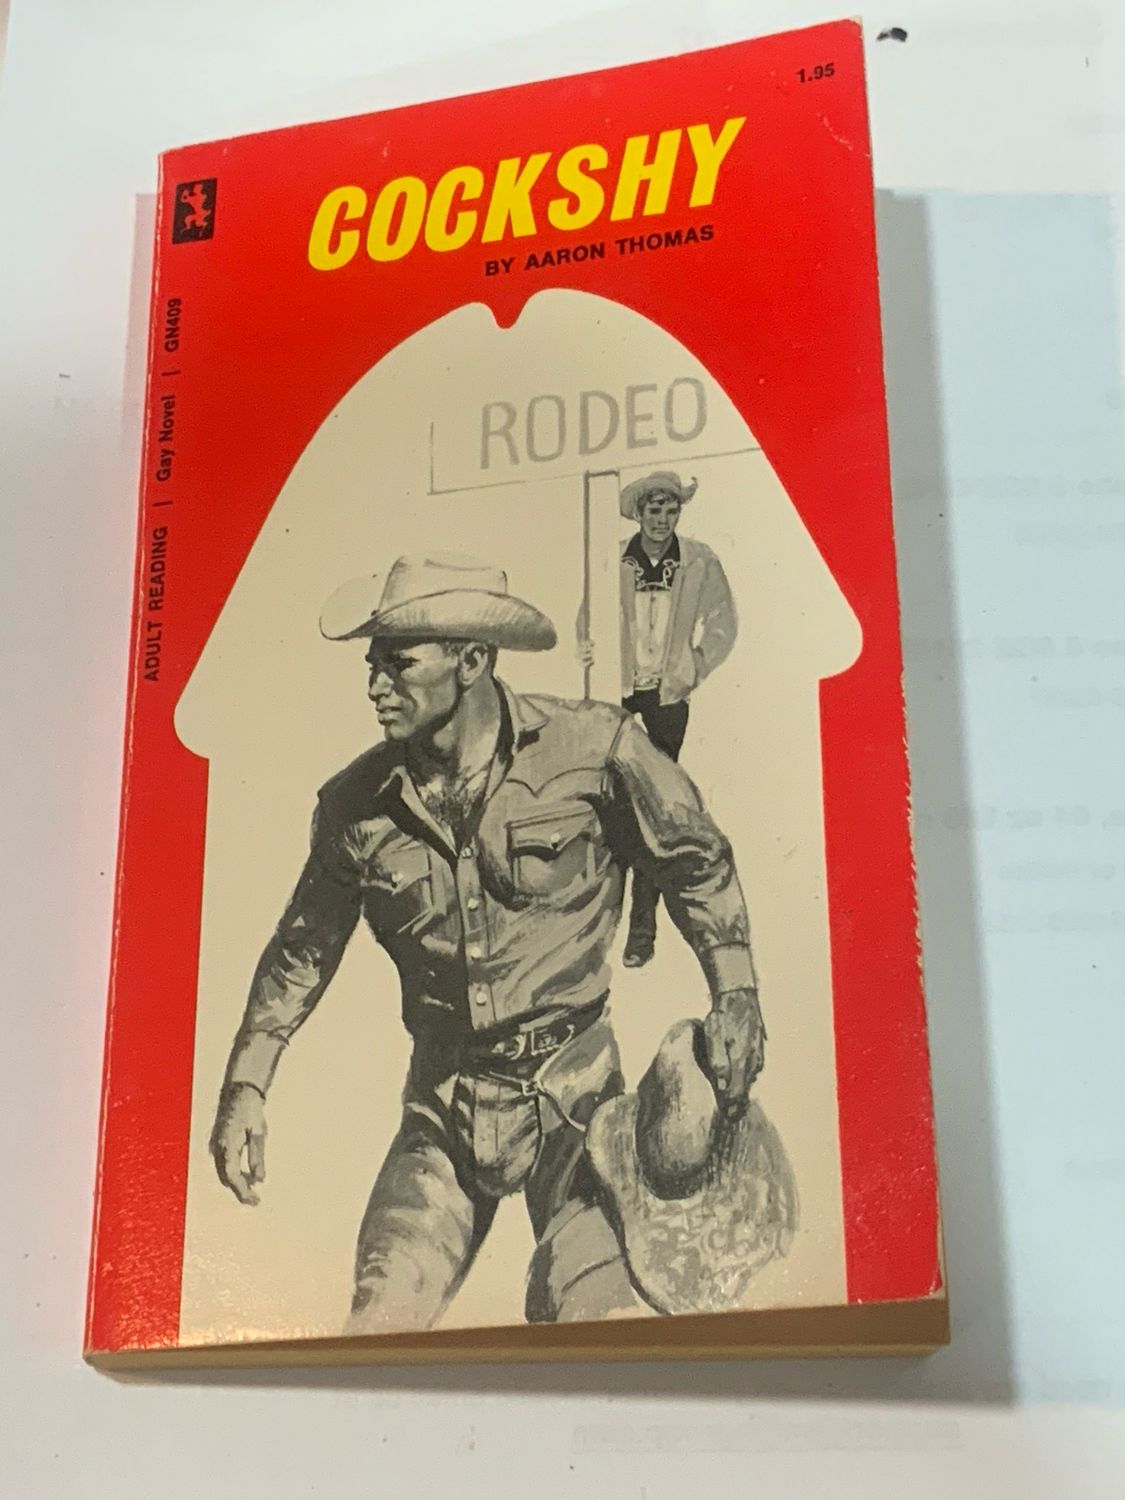 1.95
COCKSHY
BY AARON THOMAS
ADULT READING | Gay Novel | GN409
RODEO